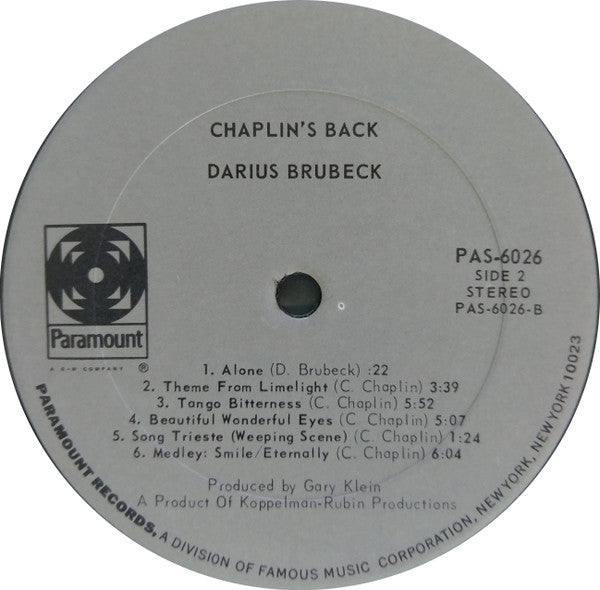 CHAPLIN'S BACK
DARIUS BRUBECK
PAS-6026
SIDE 2
STEREO
PAS-6026-B
Paramount
A G+W COMPANY ®
1. Alone (D. Brubeck) :22
2. Theme From Limelight (C. Chaplin) 3:39
3. Tango Bitterness (C. Chaplin) 5:52
4. Beautiful Wonderful Eyes (C. Chaplin) 5:07
5. Song Trieste (Weeping Scene) (C. Chaplin) 1:24
6. Medley: Smile/Eternally (C. Chaplin) 6:04
Produced by Gary Klein
A Product Of Koppelman-Rubin Productions
PARAMOUNT RECORDS, A DIVISION OF FAMOUS MUSIC CORPORATION, NEW YORK, NEW YORK 10023